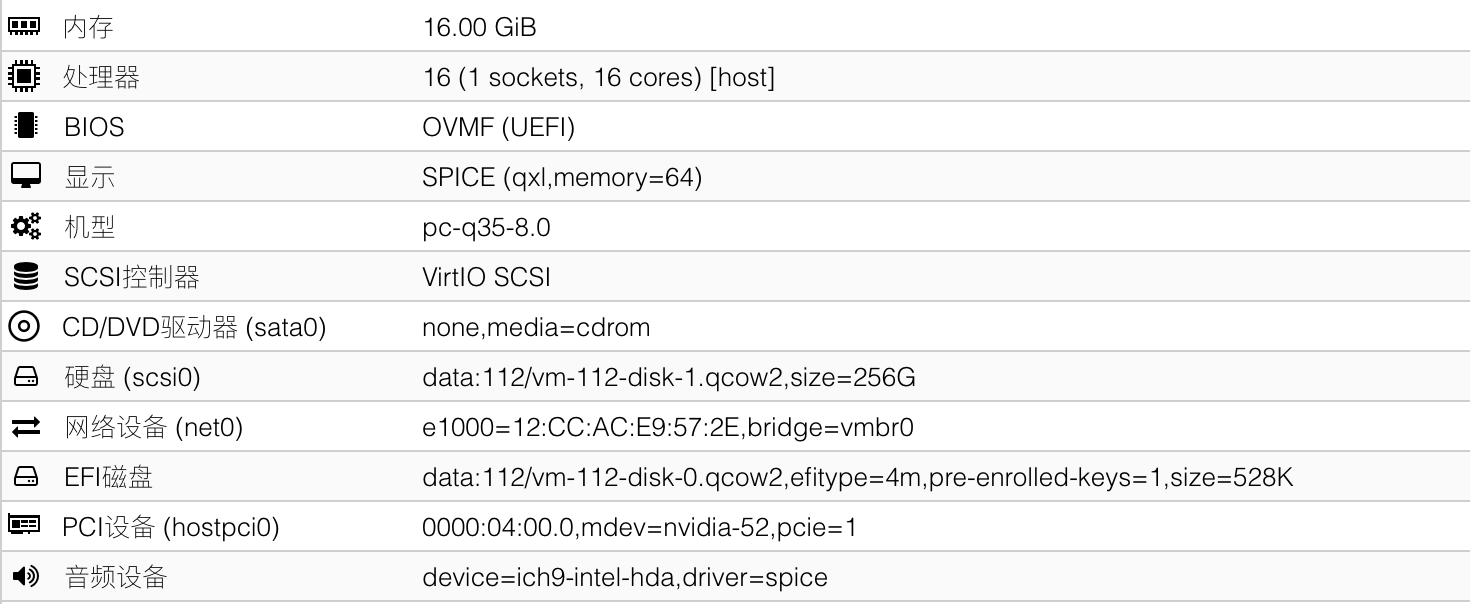 内存 16.00 GiB
处理器 16 (1 sockets, 16 cores) [host]
BIOS OVMF (UEFI)
显示 SPICE (qxl,memory=64)
机型 pc-q35-8.0
SCSI控制器 VirtIO SCSI
CD/DVD驱动器 (sata0) none,media=cdrom
硬盘 (scsi0) data:112/vm-112-disk-1.qcow2,size=256G
网络设备 (net0) e1000=12:CC:AC:E9:57:2E,bridge=vmbr0
EFI磁盘 data:112/vm-112-disk-0.qcow2,efitype=4m,pre-enrolled-keys=1,size=528K
PCI设备 (hostpci0) 0000:04:00.0,mdev=nvidia-52,pcie=1
音频设备 device=ich9-intel-hda,driver=spice